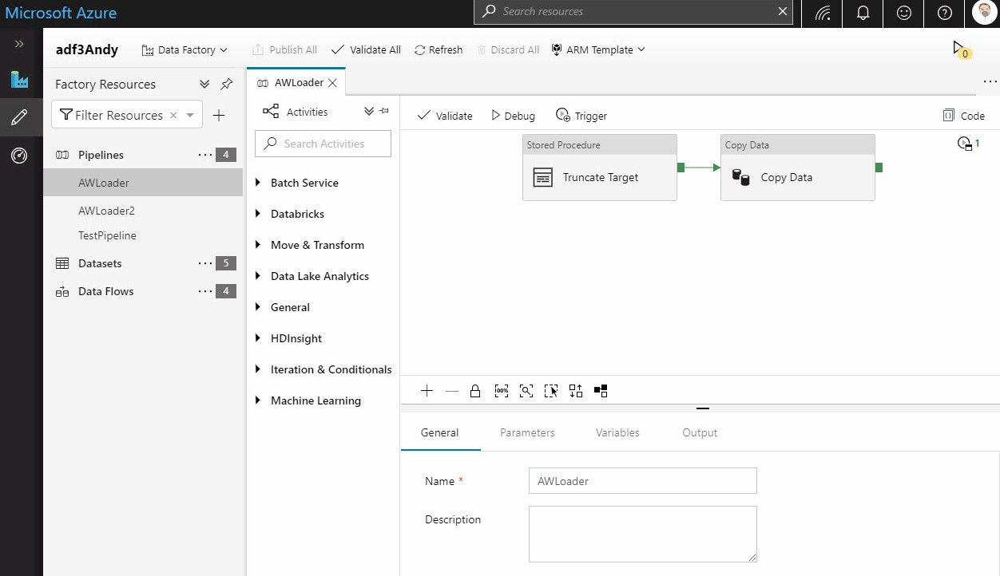 Microsoft Azure
Search resources
adf3Andy
Data Factory
Publish All
Validate All
Refresh
Discard All
ARM Template
0
Factory Resources
Filter Resources
Pipelines
4
AWLoader
AWLoader2
TestPipeline
Datasets
5
Data Flows
4
AWLoader
Activities
Search Activities
Batch Service
Databricks
Move & Transform
Data Lake Analytics
General
HDInsight
Iteration & Conditionals
Machine Learning
Validate
Debug
Trigger
Code
Stored Procedure
Truncate Target
Copy Data
Copy Data
1
100%
General
Parameters
Variables
Output
Name *
AWLoader
Description